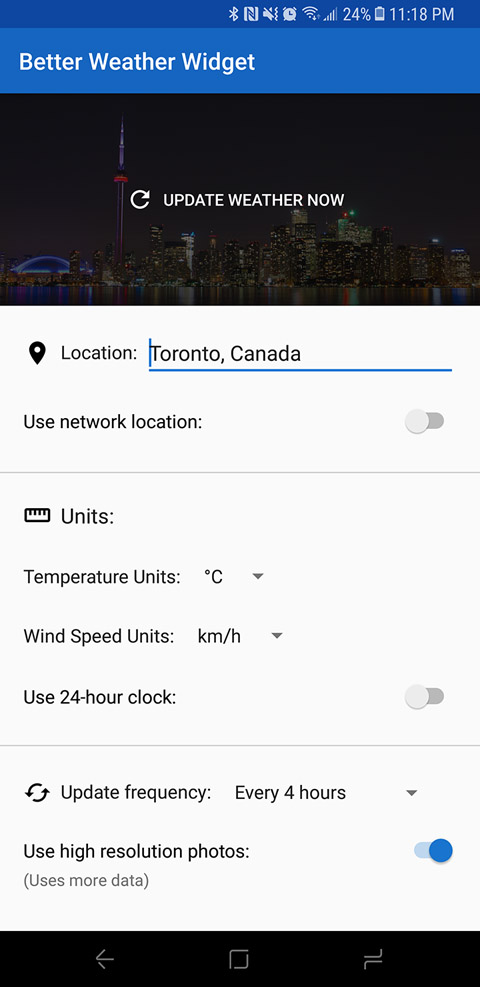 24% 11:18 PM
Better Weather Widget
UPDATE WEATHER NOW
Location: Toronto, Canada
Use network location:
Units:
Temperature Units: °C
Wind Speed Units: km/h
Use 24-hour clock:
Update frequency: Every 4 hours
Use high resolution photos:
(Uses more data)